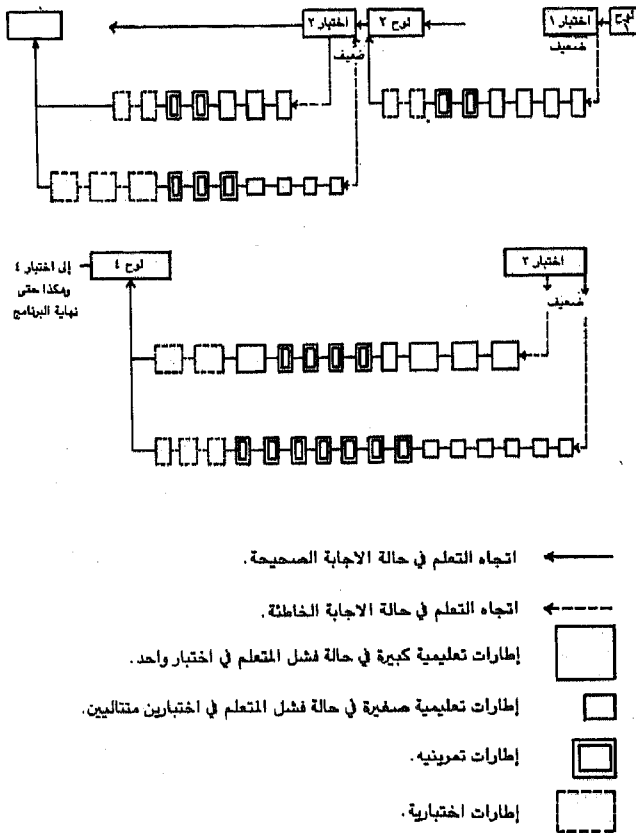 لوح ١
اختبار ١
ضعيف
لوح ٢
اختبار ٢
ضعيف
اختبار ٣
ضعيف
لوح ٤
إلى اختبار ٤
وهكذا حتى
نهاية البرنامج
اتجاه التعلم في حالة الاجابة الصحيحة.
اتجاه التعلم في حالة الاجابة الخاطئة.
إطارات تعليمية كبيرة في حالة فشل المتعلم في اختبار واحد.
إطارات تعليمية صغيرة في حالة فشل المتعلم في اختبارين متتاليين.
إطارات تمرينيه.
إطارات اختبارية.